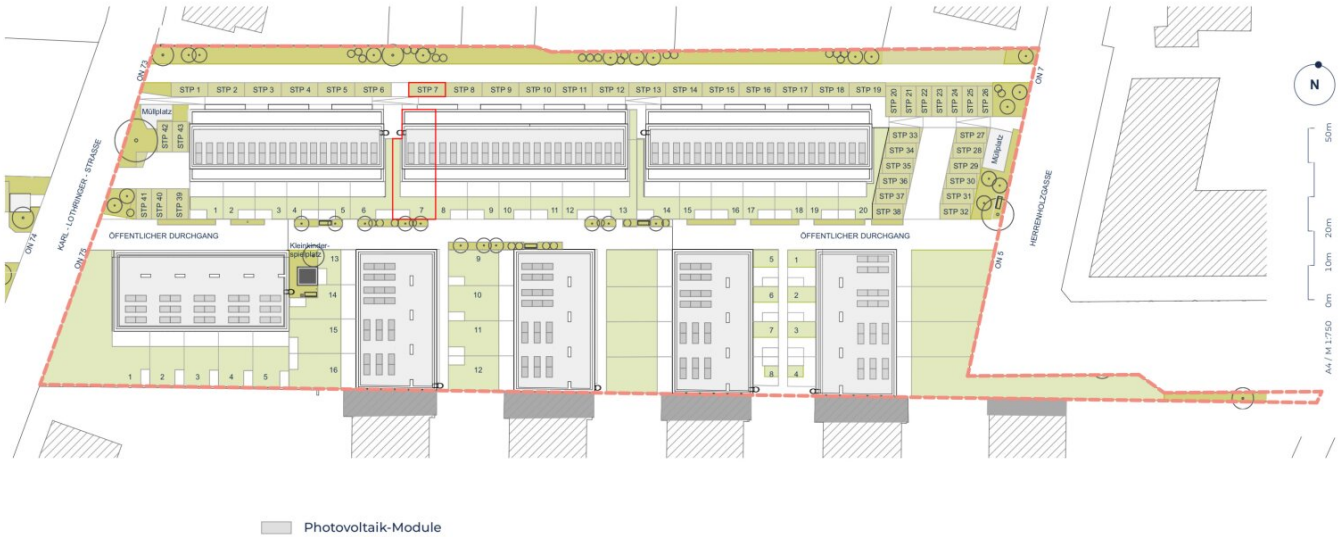 ON 73
ON 7
STP 1 STP 2 STP 3 STP 4 STP 5 STP 6 STP 7 STP 8 STP 9 STP 10 STP 11 STP 12 STP 13 STP 14 STP 15 STP 16 STP 17 STP 18 STP 19
STP 20
STP 21
STP 22
STP 23
STP 24
STP 25
STP 26
N
Müllplatz
STP 42
STP 43
STP 33
STP 34
STP 35
STP 36
STP 37
STP 38
STP 27
STP 28
STP 29
STP 30
STP 31
STP 32
Müllplatz
KARL - LOTHRINGER - STRASSE
HERRENHOLZGASSE
STP 41
STP 40
STP 39
1 2 3 4 5 6 7 8 9 10 11 12 13 14 15 16 17 18 19 20
ON 74
ON 75
ON 5
ÖFFENTLICHER DURCHGANG
ÖFFENTLICHER DURCHGANG
Kleinkinder-
spielplatz
13
14
15
16
9
10
11
12
5
6
7
8
1
2
3
4
1 2 3 4 5
50m
20m
10m
0m
A4 / M 1:750
Photovoltaik-Module